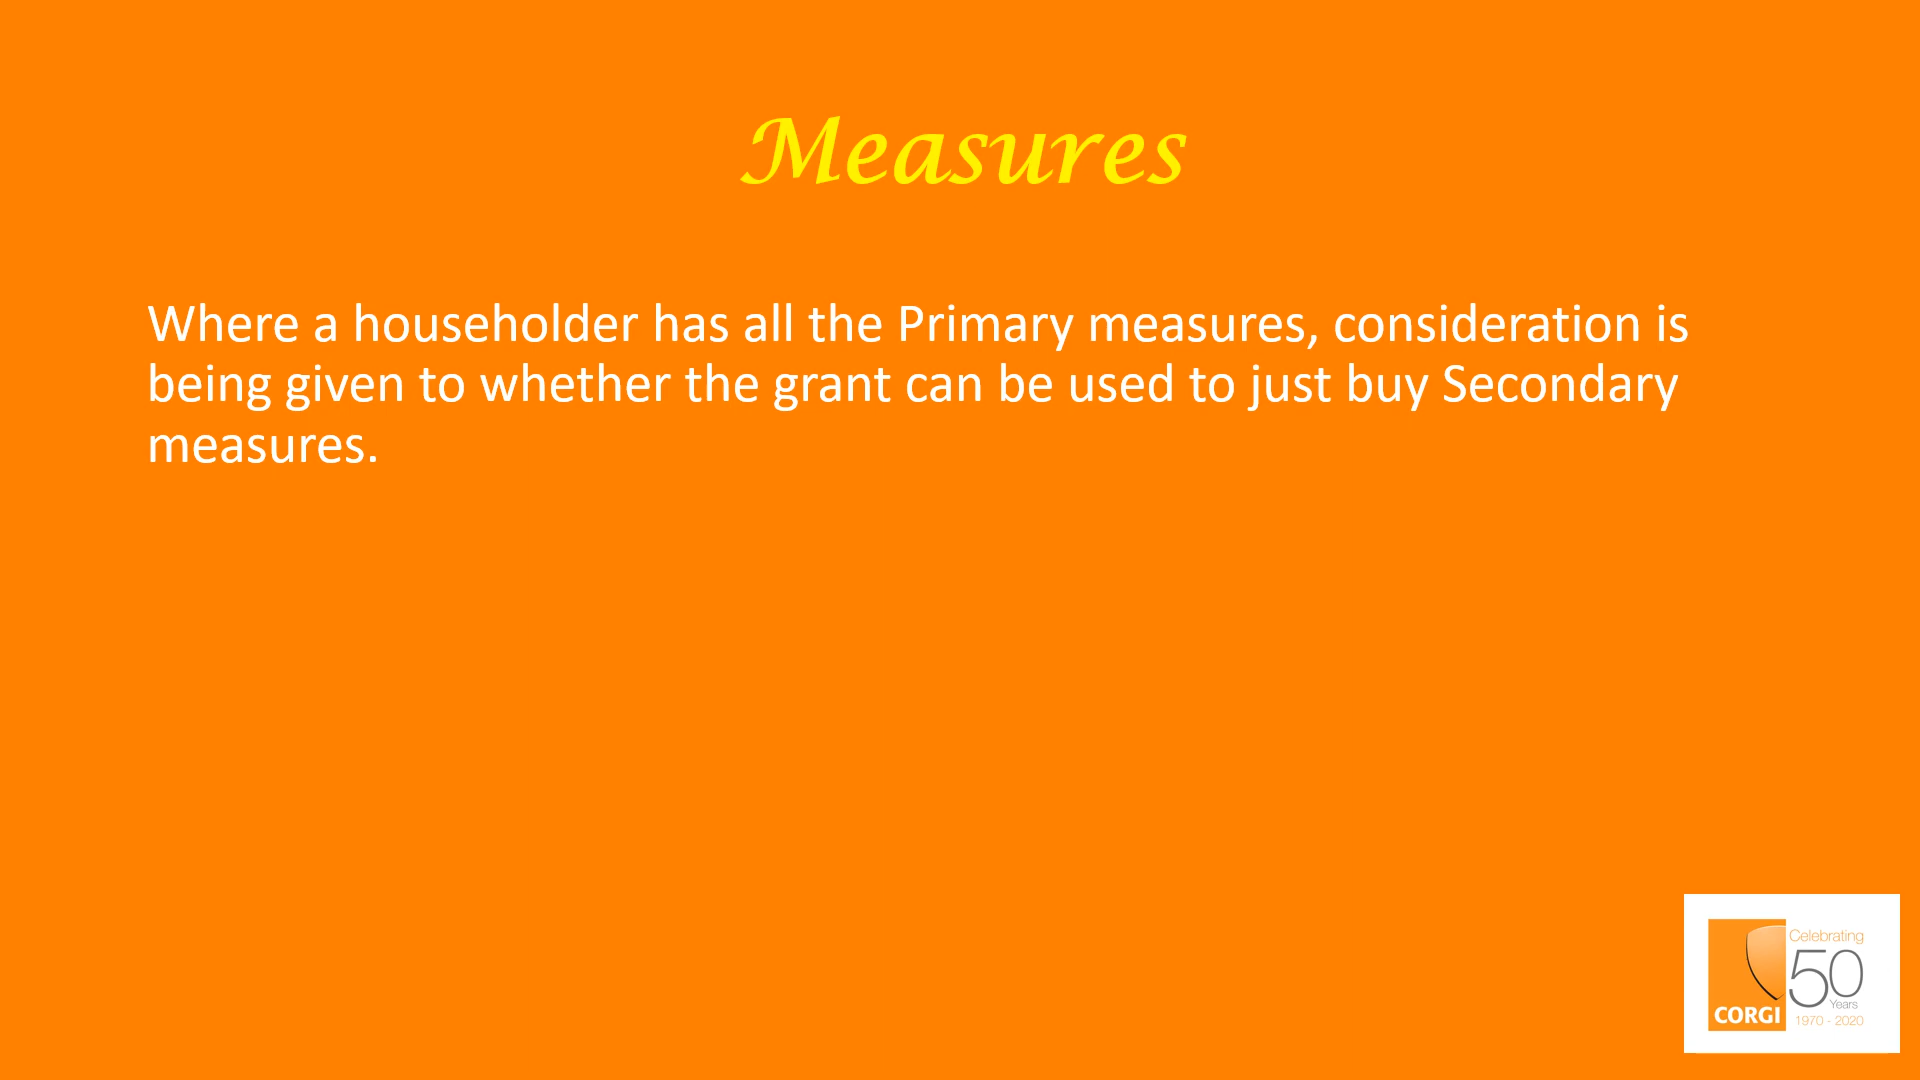 Measures
Where a householder has all the Primary measures, consideration is
being given to whether the grant can be used to just buy Secondary
measures.
Celebrating
50
Years
CORGI
1970 - 2020